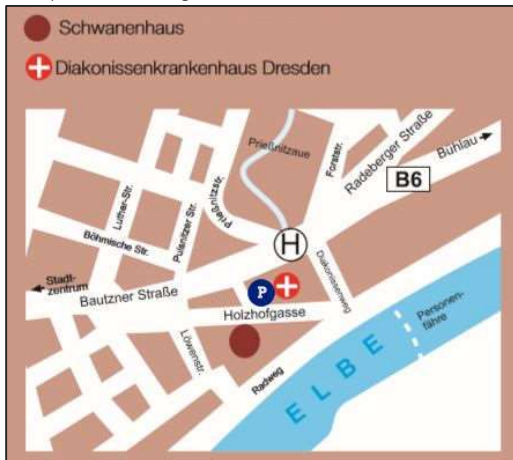 Schwanenhaus
Diakonissenkrankenhaus Dresden
Prießnitzaue
Forststr.
Radeberger Straße
Buhlau
B6
Luther-Str.
Pulsnitzer Str.
Prießnitzstr.
Böhmische Str.
H
Diakonissenweg
Stadt-
zentrum
Bautzner Straße
P
Holzhofgasse
Personen-
fähre
Löwenstr.
Radweg
ELBE